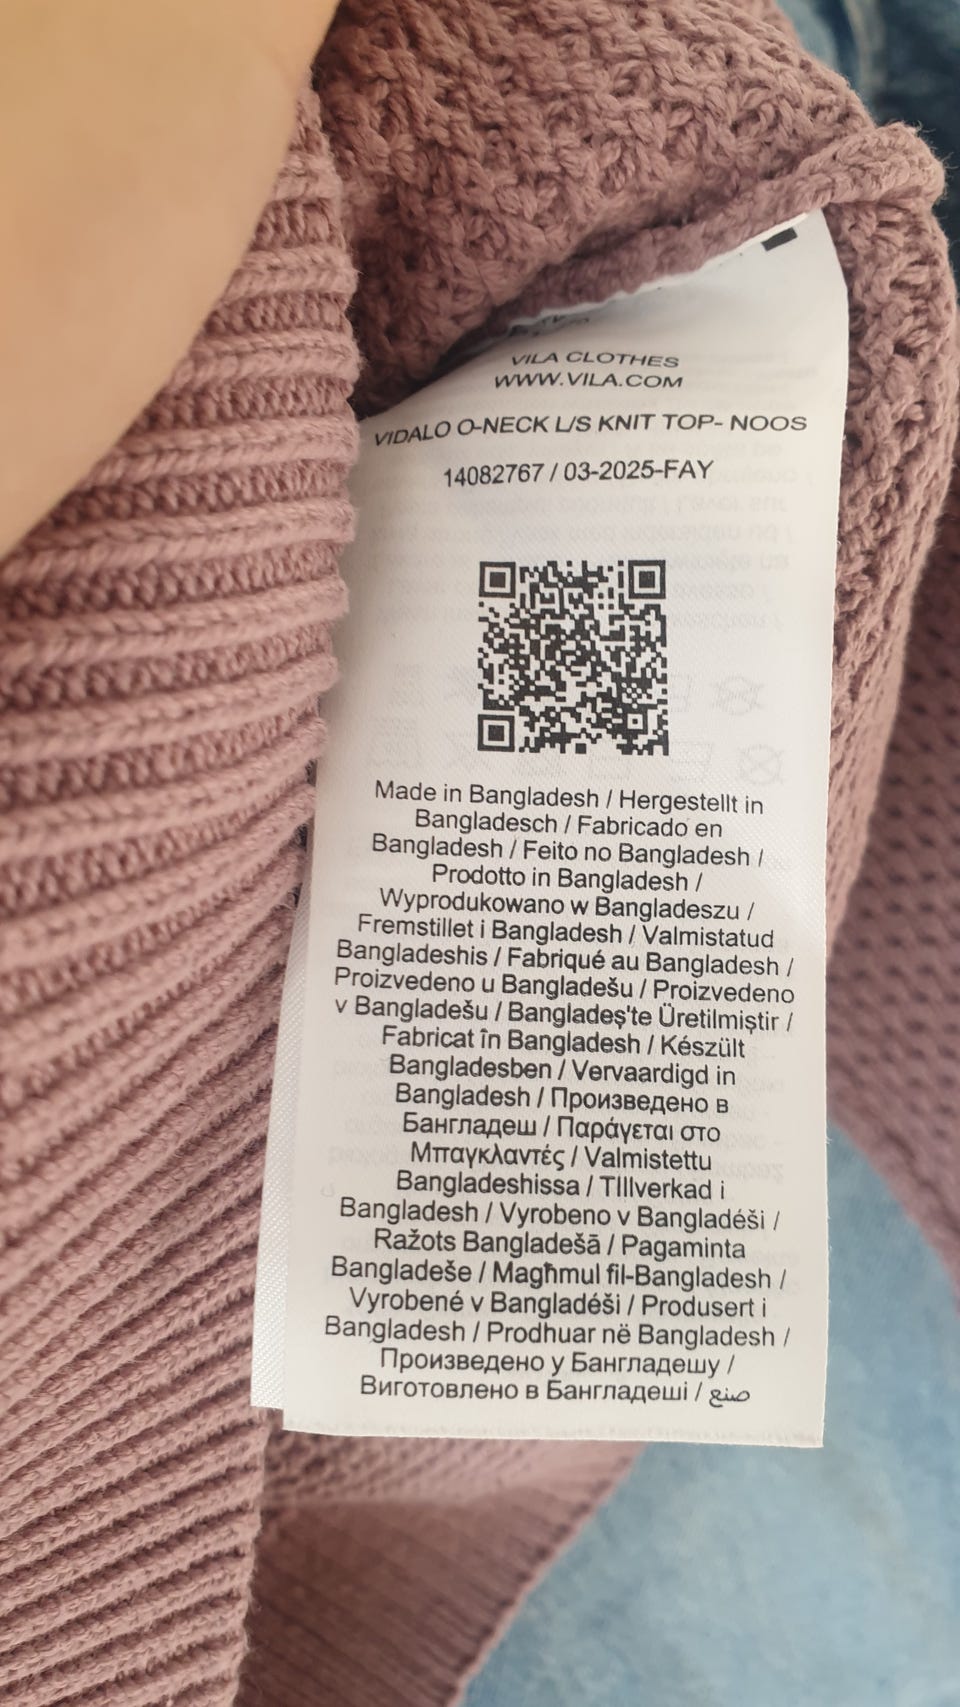 VILA CLOTHES
WWW.VILA.COM
VIDALO O-NECK L/S KNIT TOP- NOOS
14082767 / 03-2025-FAY
Made in Bangladesh / Hergestellt in
Bangladesch / Fabricado en
Bangladesh / Feito no Bangladesh /
Prodotto in Bangladesh /
Wyprodukowano w Bangladeszu /
Fremstillet i Bangladesh / Valmistatud
Bangladeshis / Fabriqué au Bangladesh /
Proizvedeno u Bangladešu / Proizvedeno
v Bangladešu / Bangladeş'te Üretilmiştir /
Fabricat în Bangladesh / Készült
Bangladesben / Vervaardigd in
Bangladesh / Произведено в
Бангладеш / Παράγεται στο
Μπαγκλαντές / Valmistettu
Bangladeshissa / TIllverkad i
Bangladesh / Vyrobeno v Bangladéši /
Ražots Bangladešā / Pagaminta
Bangladeše / Magħmul fil-Bangladesh /
Vyrobené v Bangladéši / Produsert i
Bangladesh / Prodhuar në Bangladesh /
Произведено у Бангладешу /
Виготовлено в Бангладеші / صنع